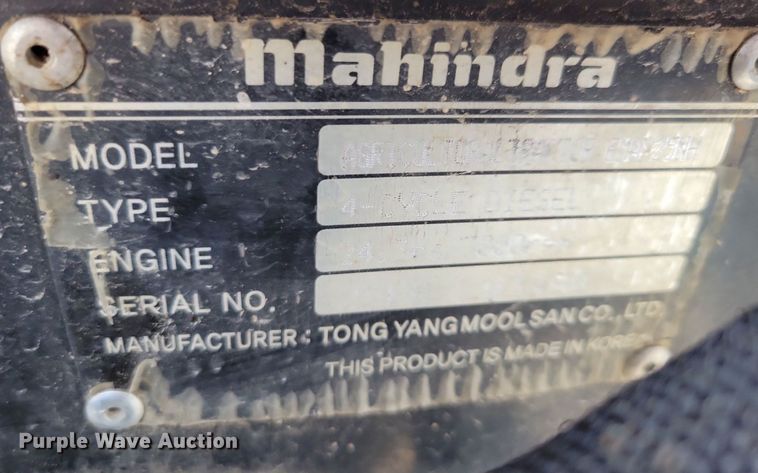 mahindra
MODEL AGRICULTURAL
TYPE 4-CYCLE DIESEL
ENGINE
SERIAL NO.
MANUFACTURER : TONG YANG MOOL SAN CO., LTD.
THIS PRODUCT IS MADE IN KOREA
Purple Wave Auction